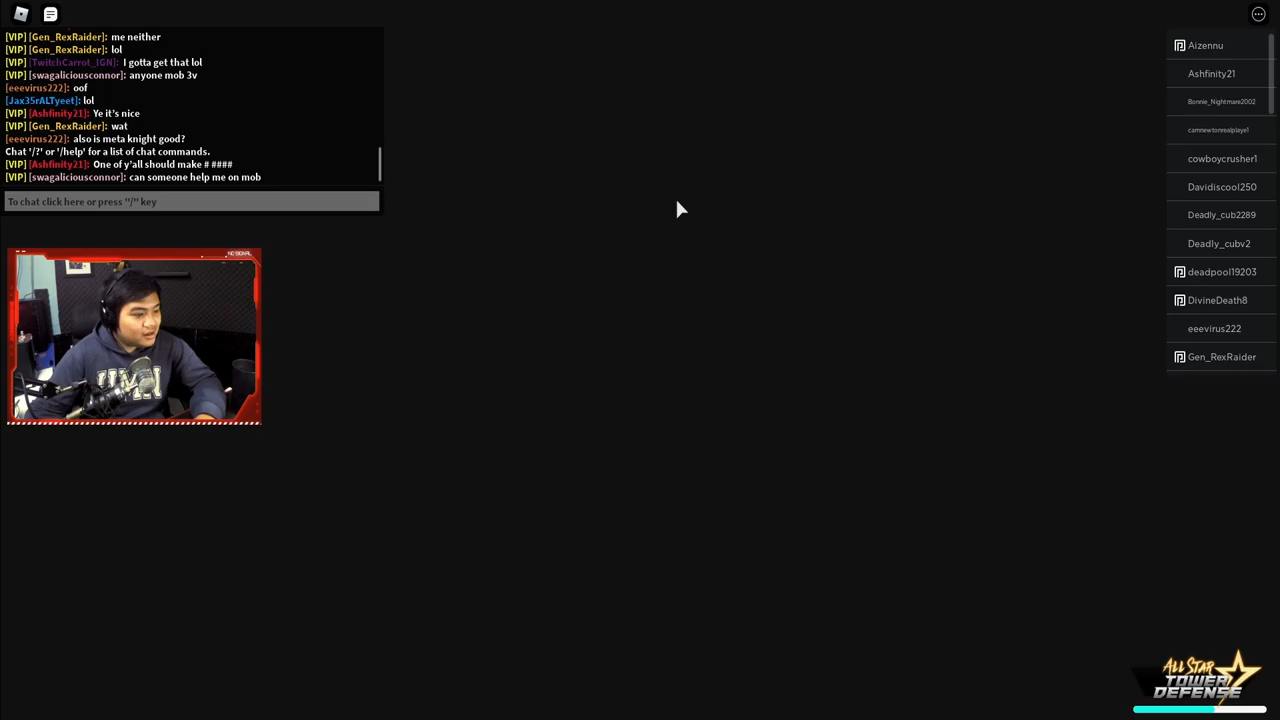 [VIP] [Gen_RexRaider]: me neither
[VIP] [Gen_RexRaider]: lol
[VIP] [TwitchCarrot_IGN]: I gotta get that lol
[VIP] [swagaliciousconnor]: anyone mob 3v
[eeevirus222]: oof
[Jax35rALTyeet]: lol
[VIP] [Ashfinity21]: Ye it's nice
[VIP] [Gen_RexRaider]: wat
[eeevirus222]: also is meta knight good?
Chat '/?' or '/help' for a list of chat commands.
[VIP] [Ashfinity21]: One of y'all should make # ####
[VIP] [swagaliciousconnor]: can someone help me on mob
To chat click here or press "/" key
NO SIGNAL
Aizennu
Ashfinity21
Bonnie_Nightmare2002
camnewtonrealplaye1
cowboycrusher1
Davidiscool250
Deadly_cub2289
Deadly_cubv2
deadpool19203
DivineDeath8
eeevirus222
Gen_RexRaider
ALL STAR
TOWER
DEFENSE